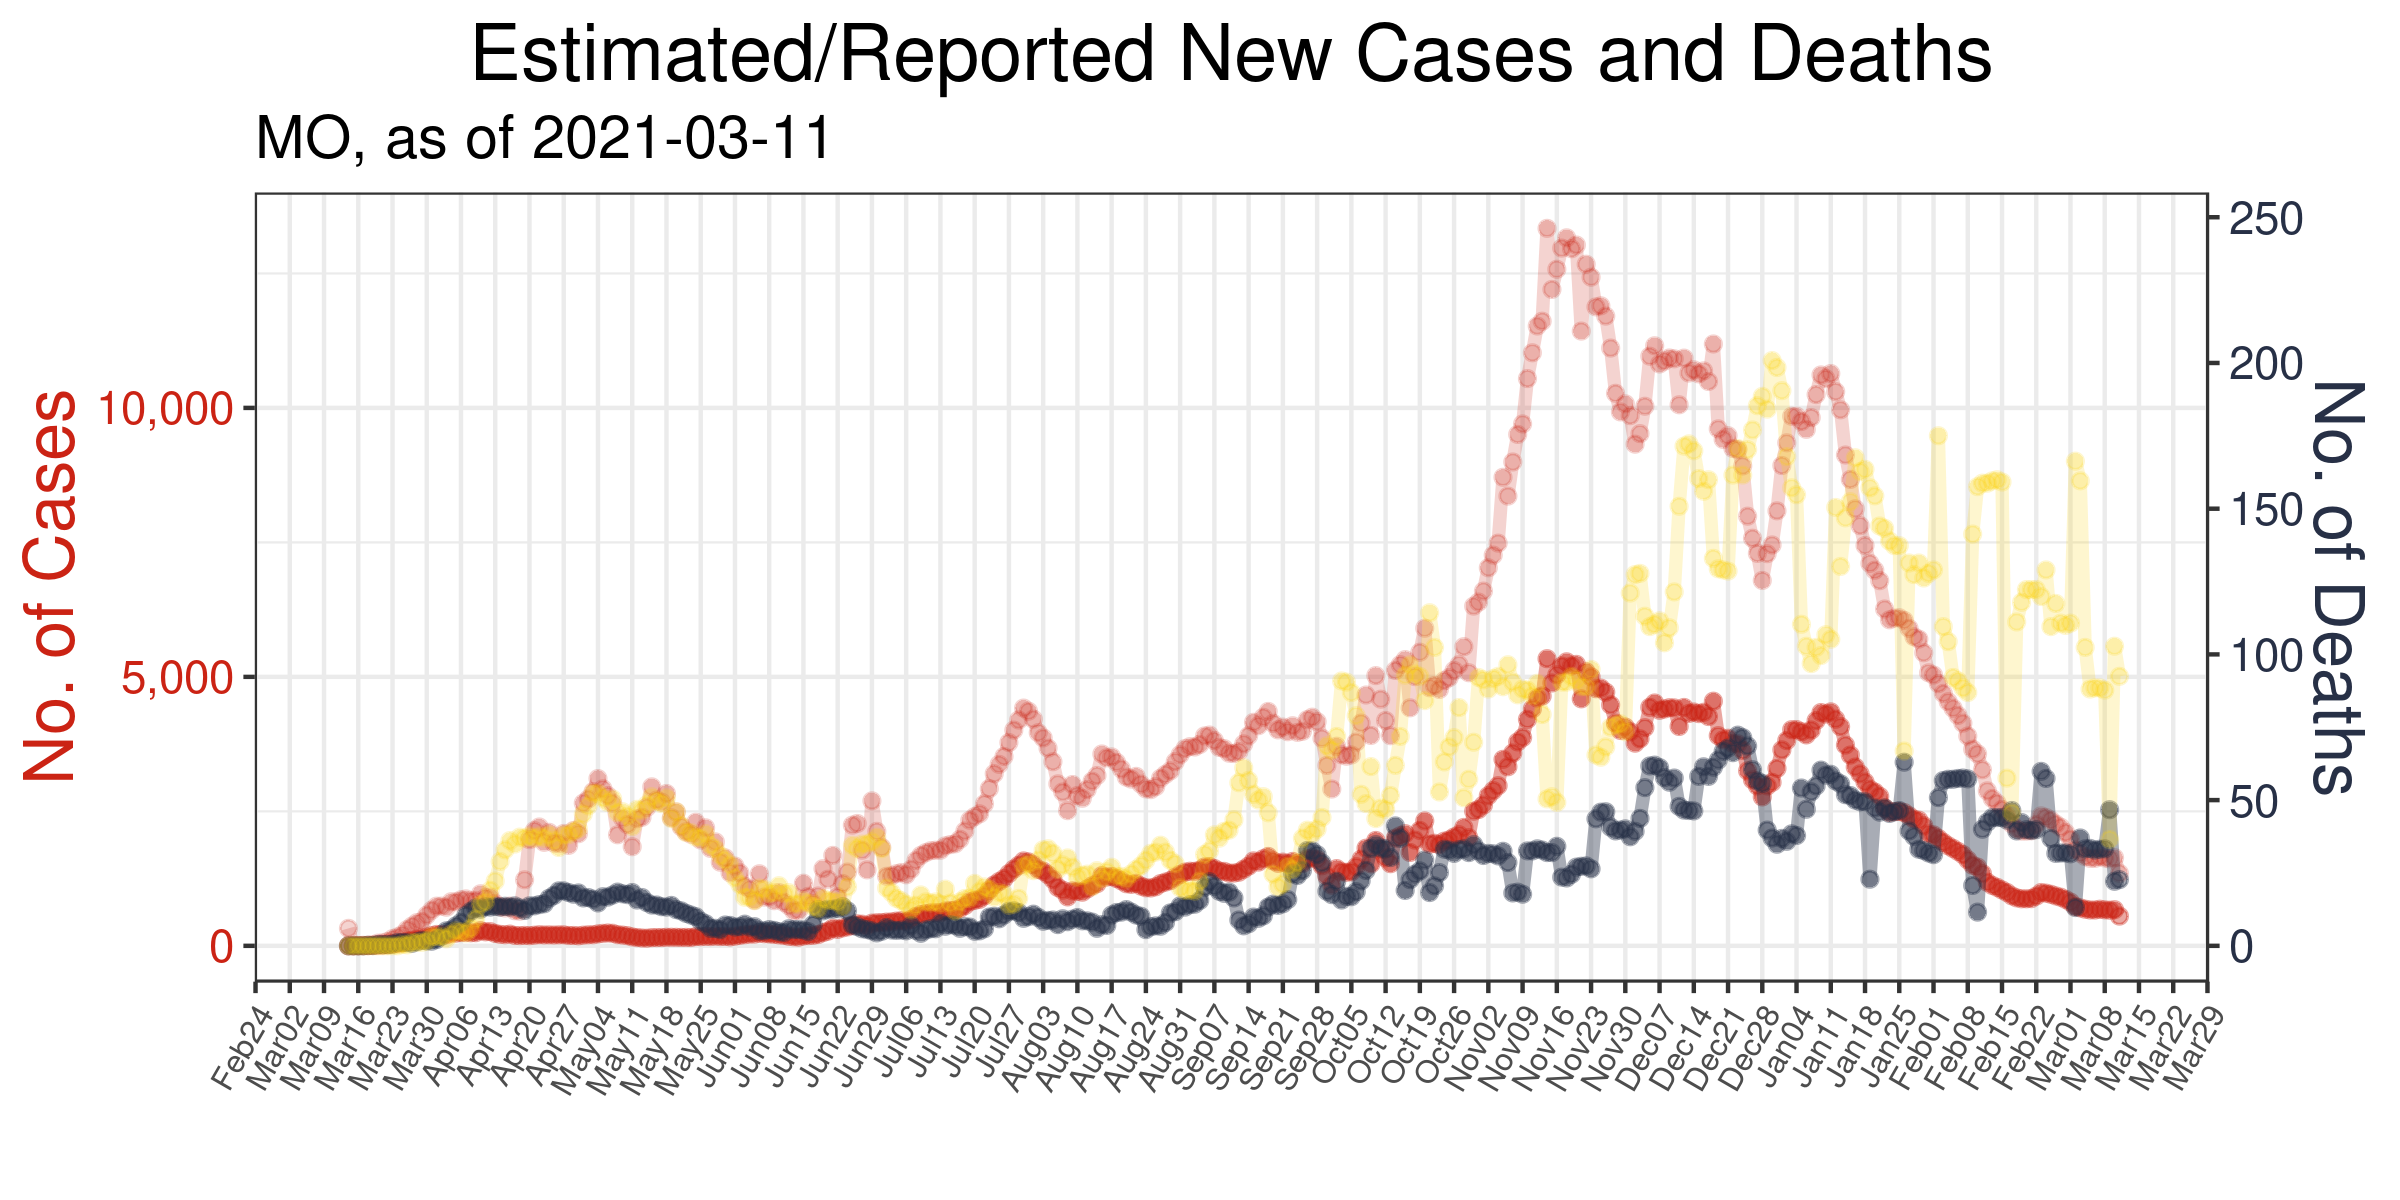 Estimated/Reported New Cases and Deaths
MO, as of 2021-03-11
No. of Cases
10,000
5,000
0
250
200
150
100
50
0
No. of Deaths
Feb24
Mar02
Mar09
Mar16
Mar23
Mar30
Apr06
Apr13
Apr20
Apr27
May04
May11
May18
May25
Jun01
Jun08
Jun15
Jun22
Jun29
Jul06
Jul13
Jul20
Jul27
Aug03
Aug10
Aug17
Aug24
Aug31
Sep07
Sep14
Sep21
Sep28
Oct05
Oct12
Oct19
Oct26
Nov02
Nov09
Nov16
Nov23
Nov30
Dec07
Dec14
Dec21
Dec28
Jan04
Jan11
Jan18
Jan25
Feb01
Feb08
Feb15
Feb22
Mar01
Mar08
Mar15
Mar22
Mar29